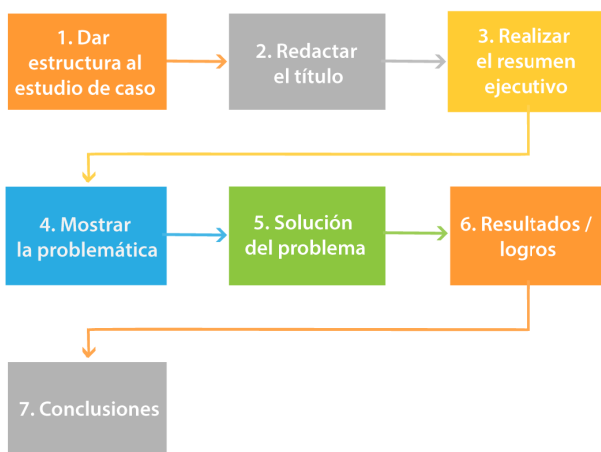 1. Dar
estructura al
estudio de caso
2. Redactar
el título
3. Realizar
el resumen
ejecutivo
4. Mostrar
la problemática
5. Solución
del problema
6. Resultados /
logros
7. Conclusiones